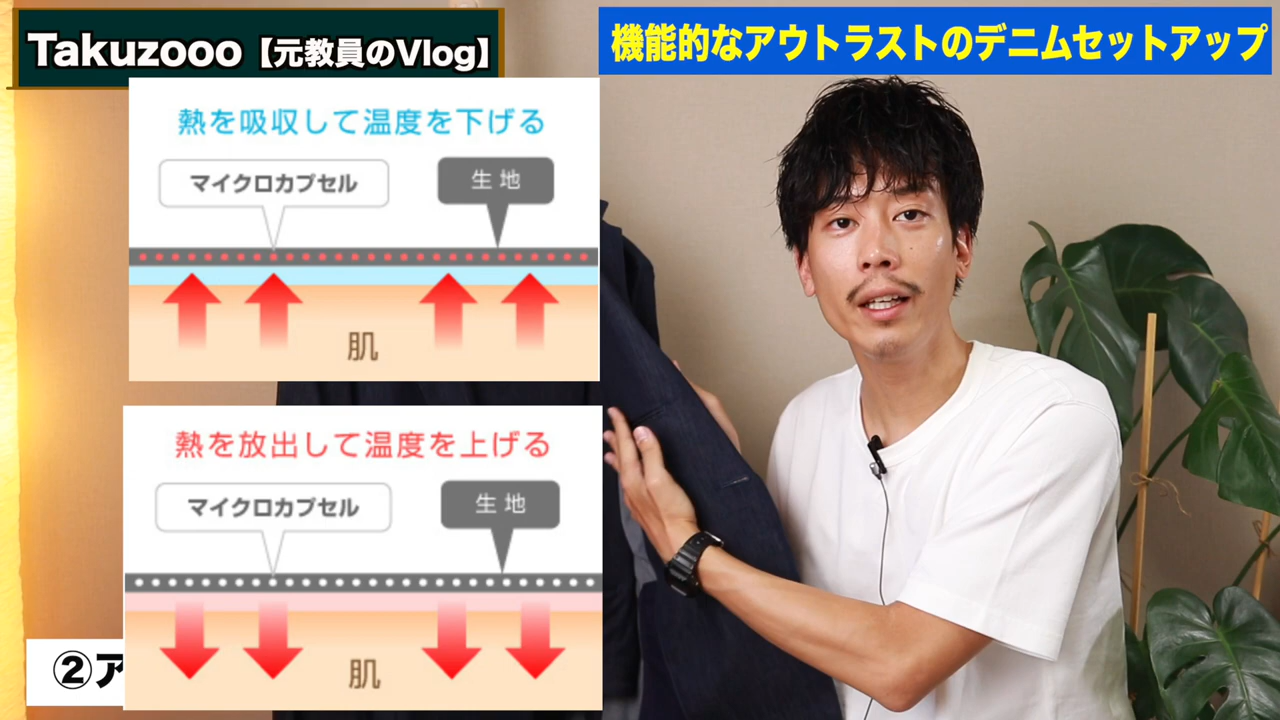 Takuzooo【元教員のVlog】
機能的なアウトラストのデニムセットアップ
熱を吸収して温度を下げる
マイクロカプセル
生地
肌
熱を放出して温度を上げる
マイクロカプセル
生地
肌
②ア